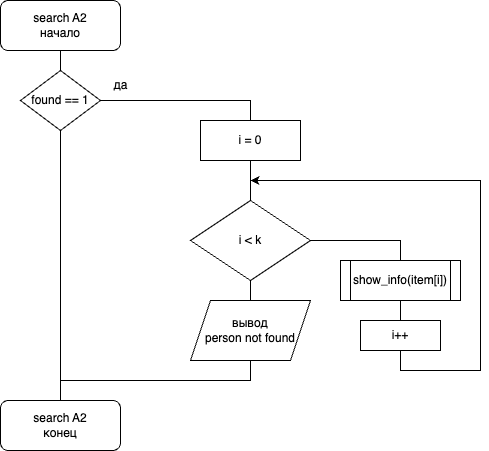 search A2
начало
found == 1
да
i = 0
i < k
show_info(item[i])
вывод
person not found
i++
search A2
конец